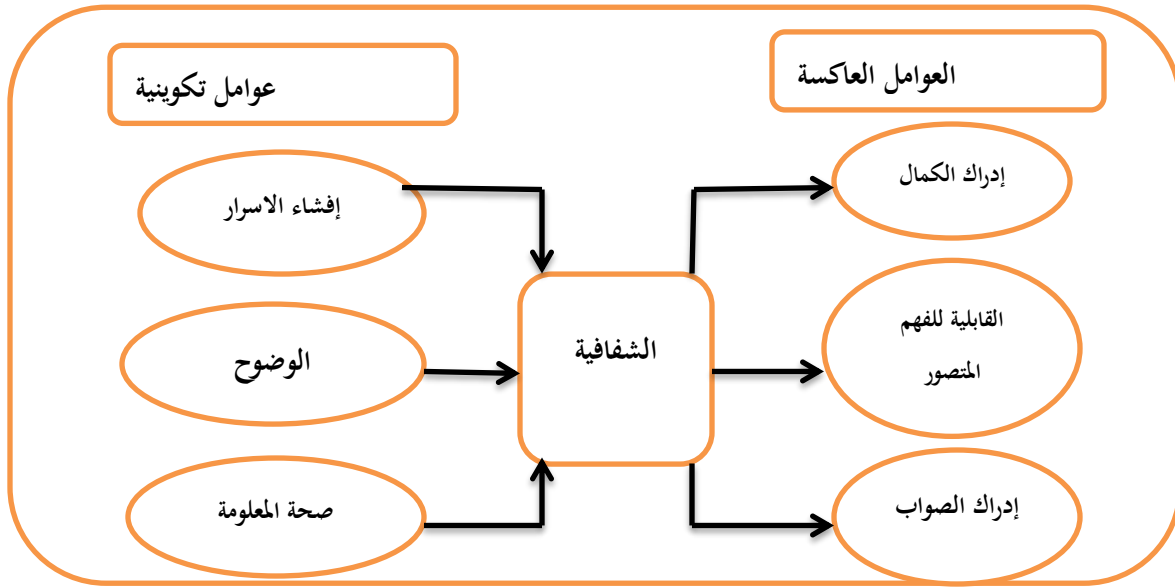 العوامل العاكسة
عوامل تكوينية
إدراك الكمال
إفشاء الاسرار
القابلية للفهم
المتصور
الشفافية
الوضوح
إدراك الصواب
صحة المعلومة